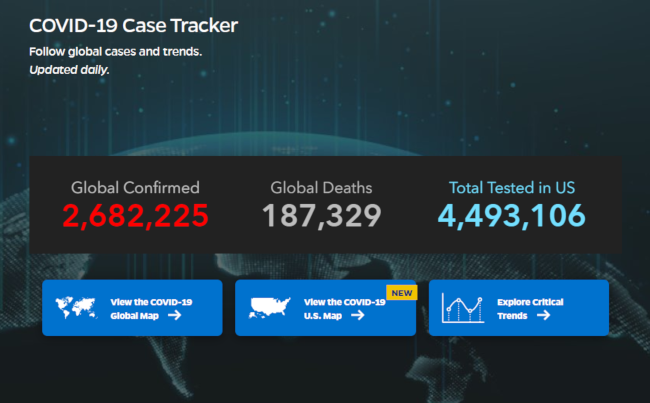 COVID-19 Case Tracker
Follow global cases and trends.
Updated daily.
Global Confirmed
2,682,225
Global Deaths
187,329
Total Tested in US
4,493,106
View the COVID-19
Global Map →
NEW
View the COVID-19
U.S. Map →
Explore Critical
Trends →